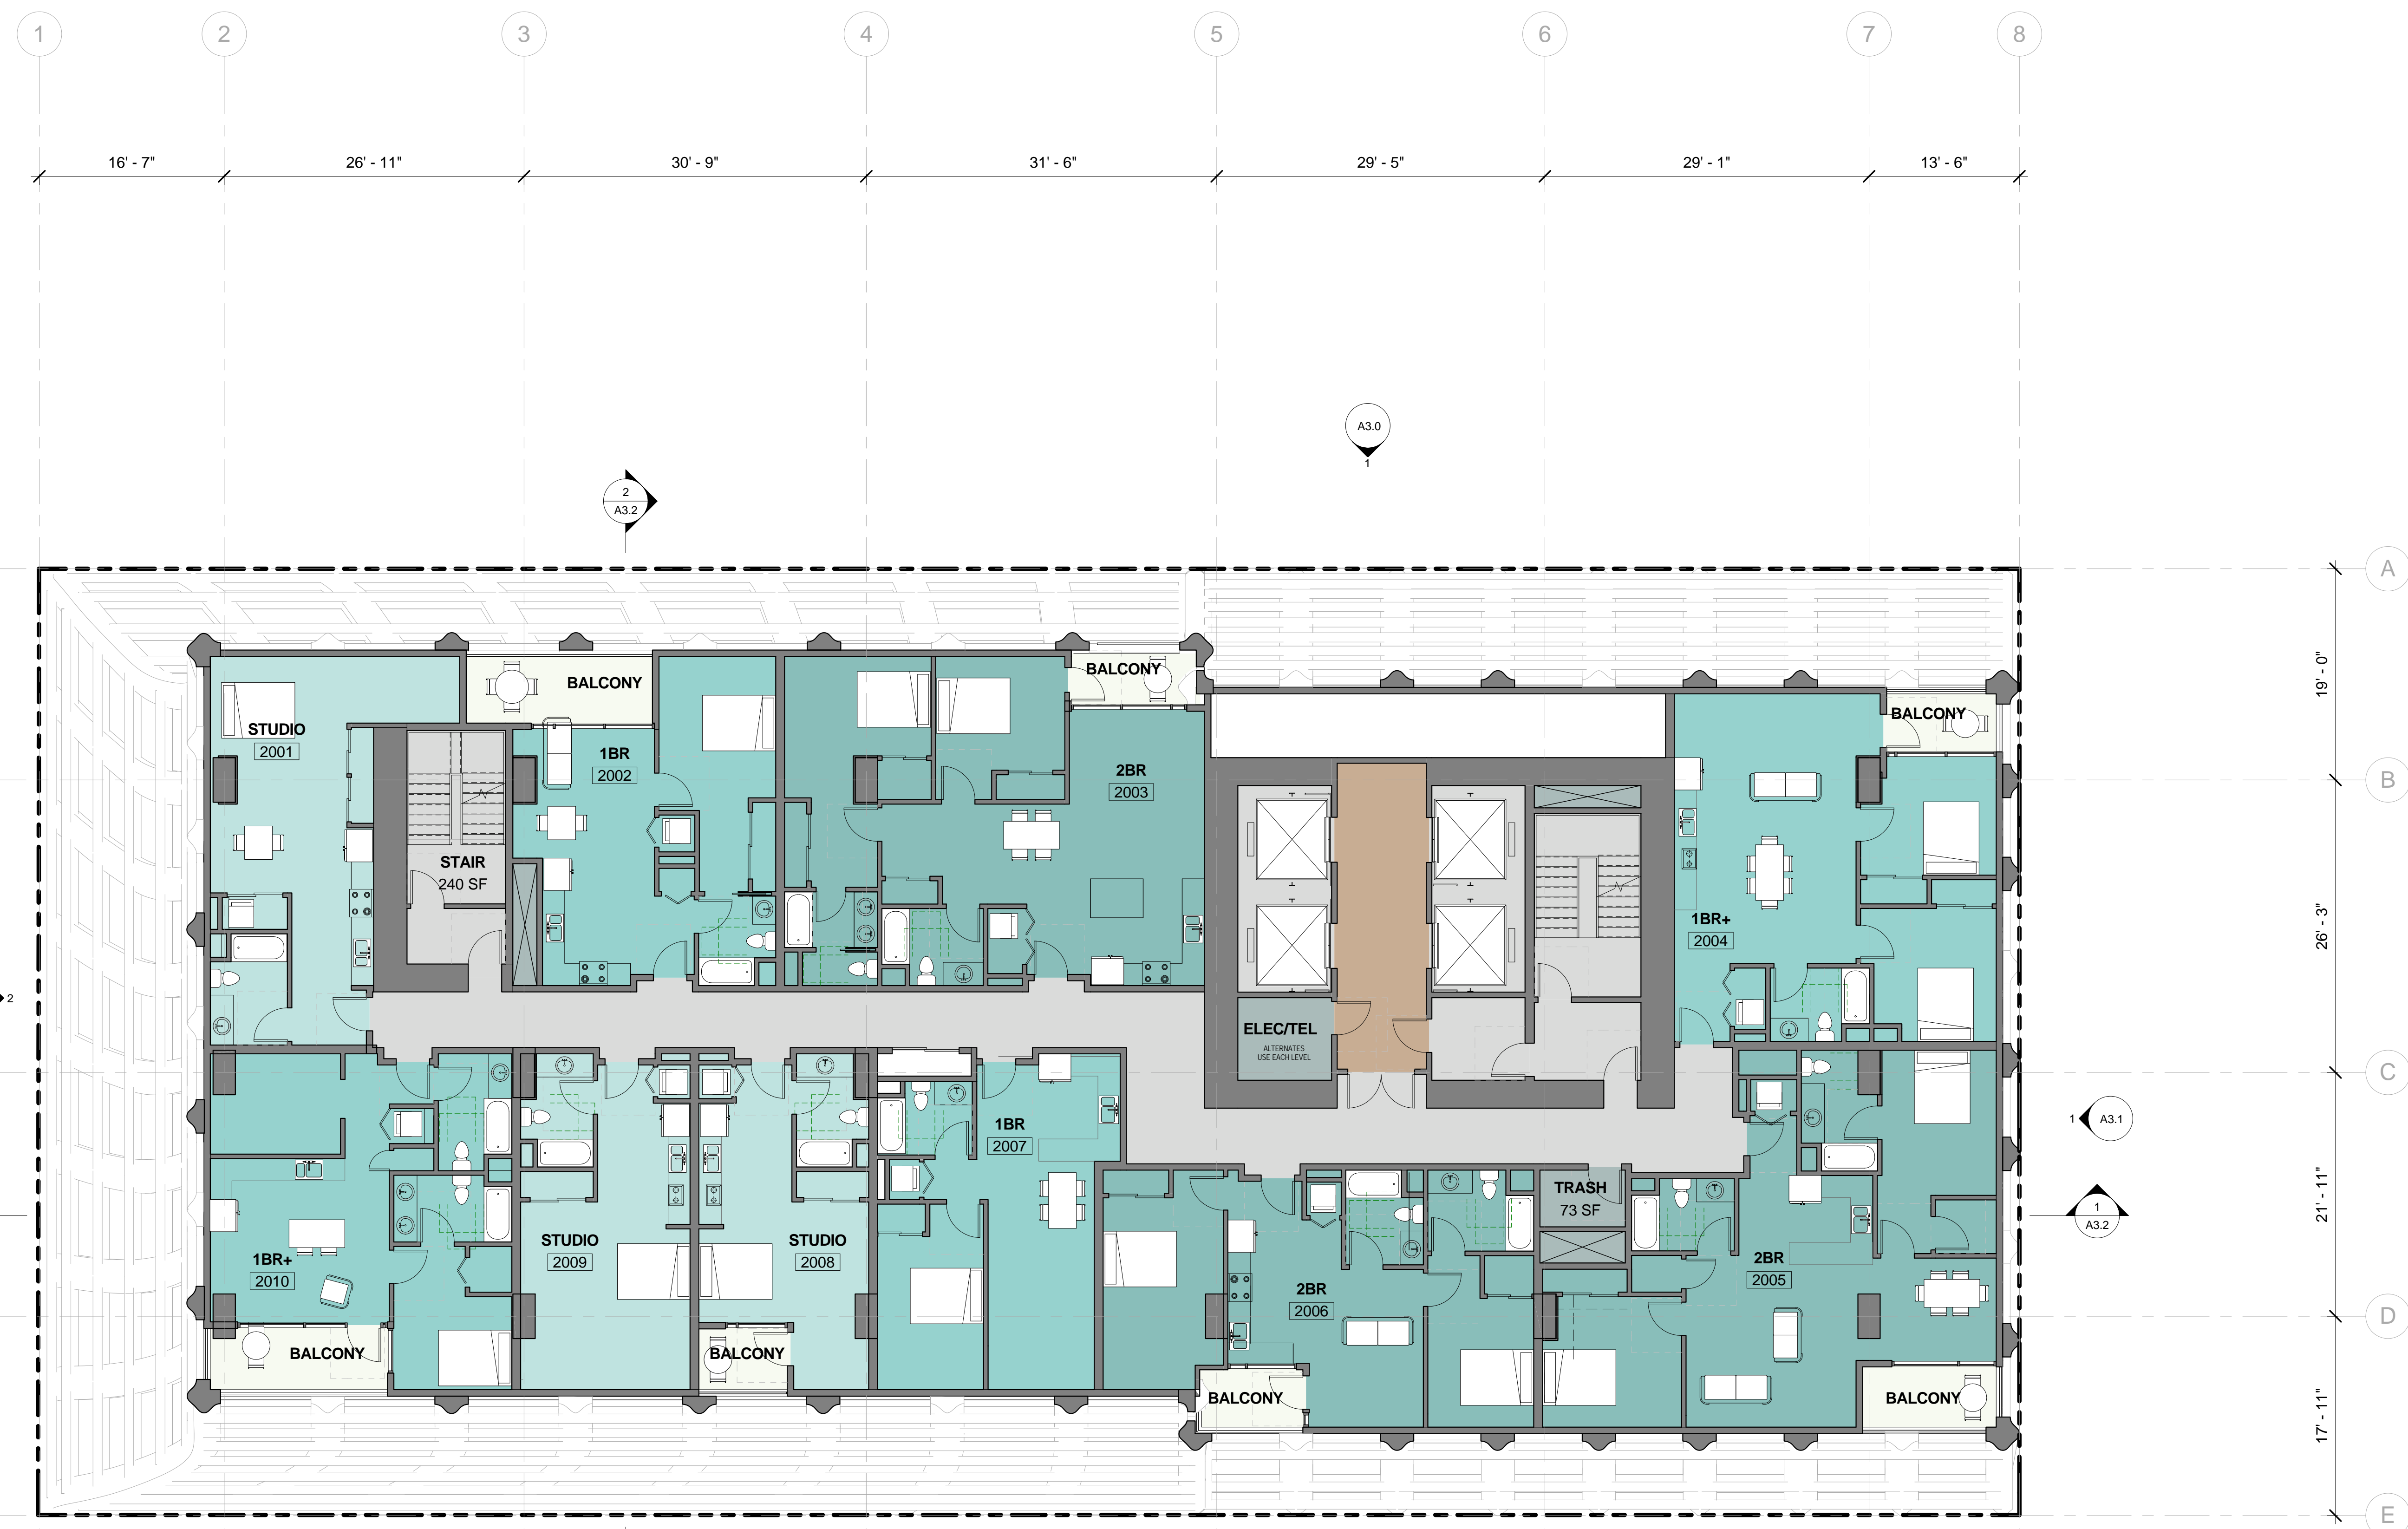 1 2 3 4 5 6 7 8
16' - 7" 26' - 11" 30' - 9" 31' - 6" 29' - 5" 29' - 1" 13' - 6"
A3.0
1
2
A3.2
A
B
C
D
E
19' - 0"
26' - 3"
21' - 11"
17' - 11"
BALCONY
BALCONY
BALCONY
STUDIO
2001
1BR
2002
2BR
2003
STAIR
240 SF
1BR+
2004
2
ELEC/TEL
ALTERNATES
USE EACH LEVEL
1BR
2007
1
A3.1
TRASH
73 SF
1
A3.2
STUDIO
2009
STUDIO
2008
1BR+
2010
2BR
2006
2BR
2005
BALCONY
BALCONY
BALCONY
BALCONY